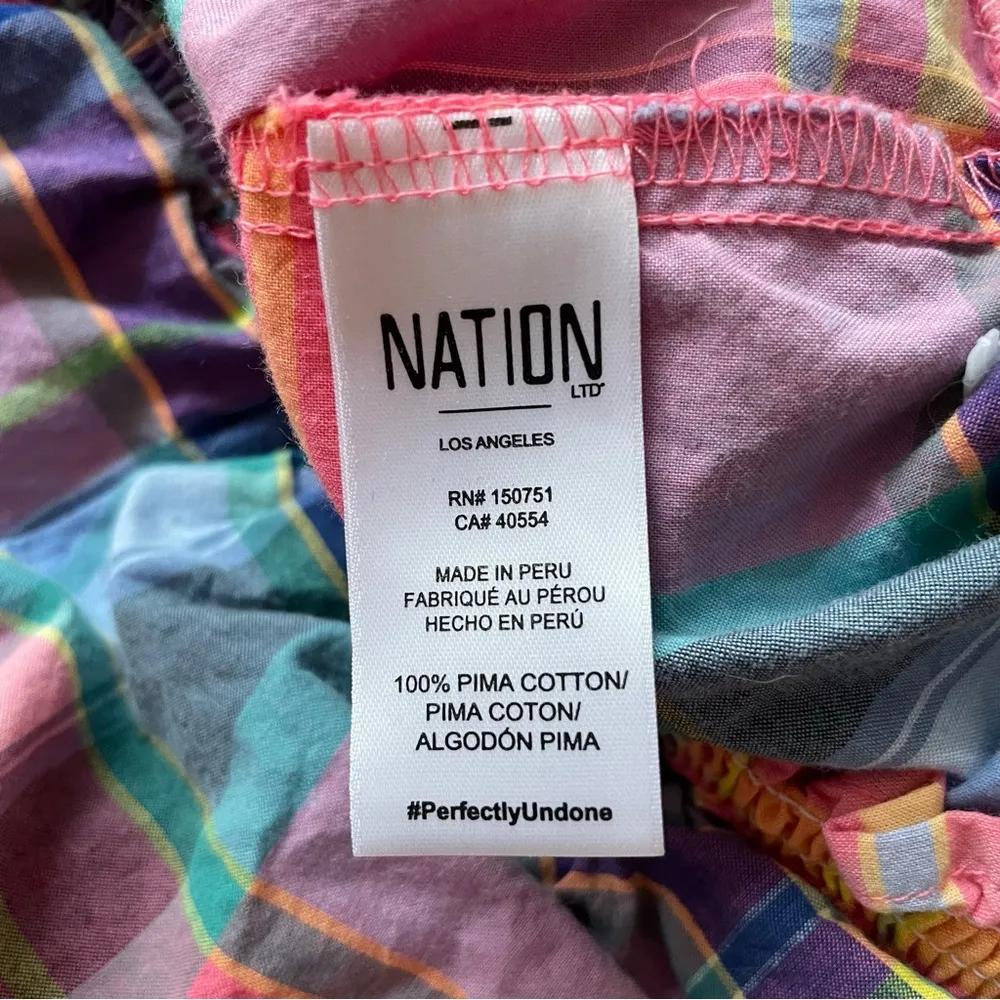 NATION
LTD
LOS ANGELES
RN# 150751
CA# 40554
MADE IN PERU
FABRIQUÉ AU PÉROU
HECHO EN PERÚ
100% PIMA COTTON/
PIMA COTON/
ALGODÓN PIMA
#PerfectlyUndone